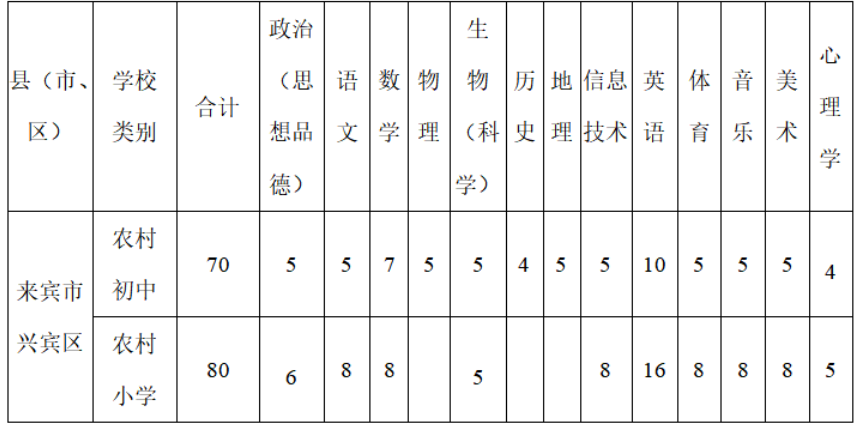 县（市、区） 学校类别 合计 政治（思想品德） 语文 数学 物理 生物（科学） 历史 地理 信息技术 英语 体育 音乐 美术 心理学
来宾市兴宾区 农村初中 70 5 5 7 5 5 4 5 5 10 5 5 5 4
农村小学 80 6 8 8 5 8 16 8 8 8 5